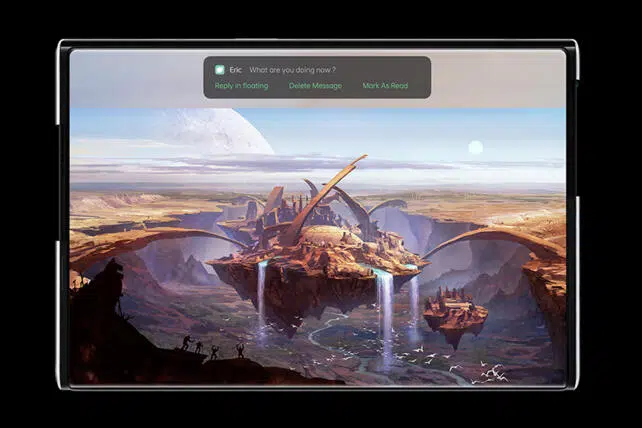 Eric What are you doing now ?
Reply in floating Delete Message Mark As Read